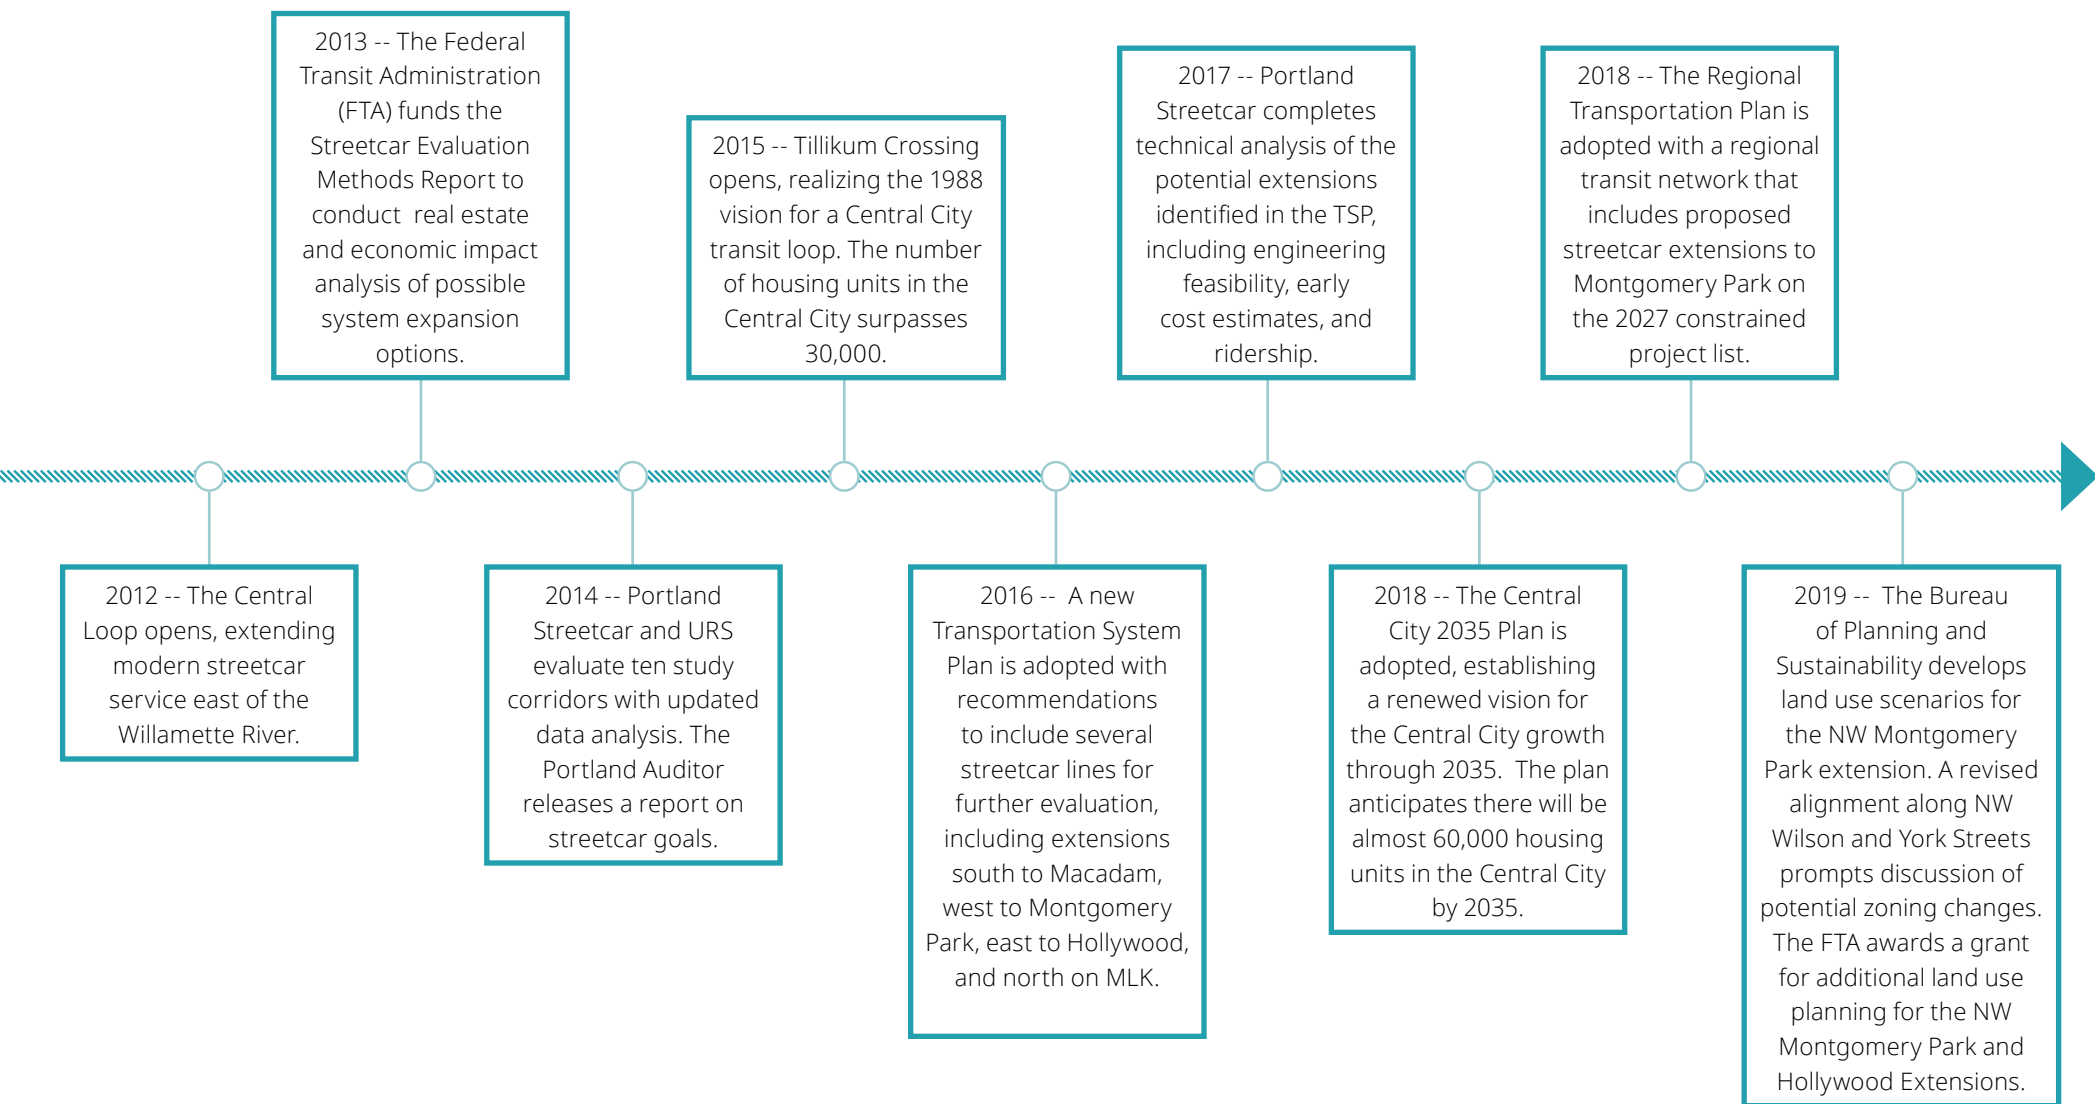 2012 -- The Central
Loop opens, extending
modern streetcar
service east of the
Willamette River.
2013 -- The Federal
Transit Administration
(FTA) funds the
Streetcar Evaluation
Methods Report to
conduct real estate
and economic impact
analysis of possible
system expansion
options.
2014 -- Portland
Streetcar and URS
evaluate ten study
corridors with updated
data analysis. The
Portland Auditor
releases a report on
streetcar goals.
2015 -- Tillikum Crossing
opens, realizing the 1988
vision for a Central City
transit loop. The number
of housing units in the
Central City surpasses
30,000.
2016 -- A new
Transportation System
Plan is adopted with
recommendations
to include several
streetcar lines for
further evaluation,
including extensions
south to Macadam,
west to Montgomery
Park, east to Hollywood,
and north on MLK.
2017 -- Portland
Streetcar completes
technical analysis of the
potential extensions
identified in the TSP,
including engineering
feasibility, early
cost estimates, and
ridership.
2018 -- The Central
City 2035 Plan is
adopted, establishing
a renewed vision for
the Central City growth
through 2035. The plan
anticipates there will be
almost 60,000 housing
units in the Central City
by 2035.
2018 -- The Regional
Transportation Plan is
adopted with a regional
transit network that
includes proposed
streetcar extensions to
Montgomery Park on
the 2027 constrained
project list.
2019 -- The Bureau
of Planning and
Sustainability develops
land use scenarios for
the NW Montgomery
Park extension. A revised
alignment along NW
Wilson and York Streets
prompts discussion of
potential zoning changes.
The FTA awards a grant
for additional land use
planning for the NW
Montgomery Park and
Hollywood Extensions.